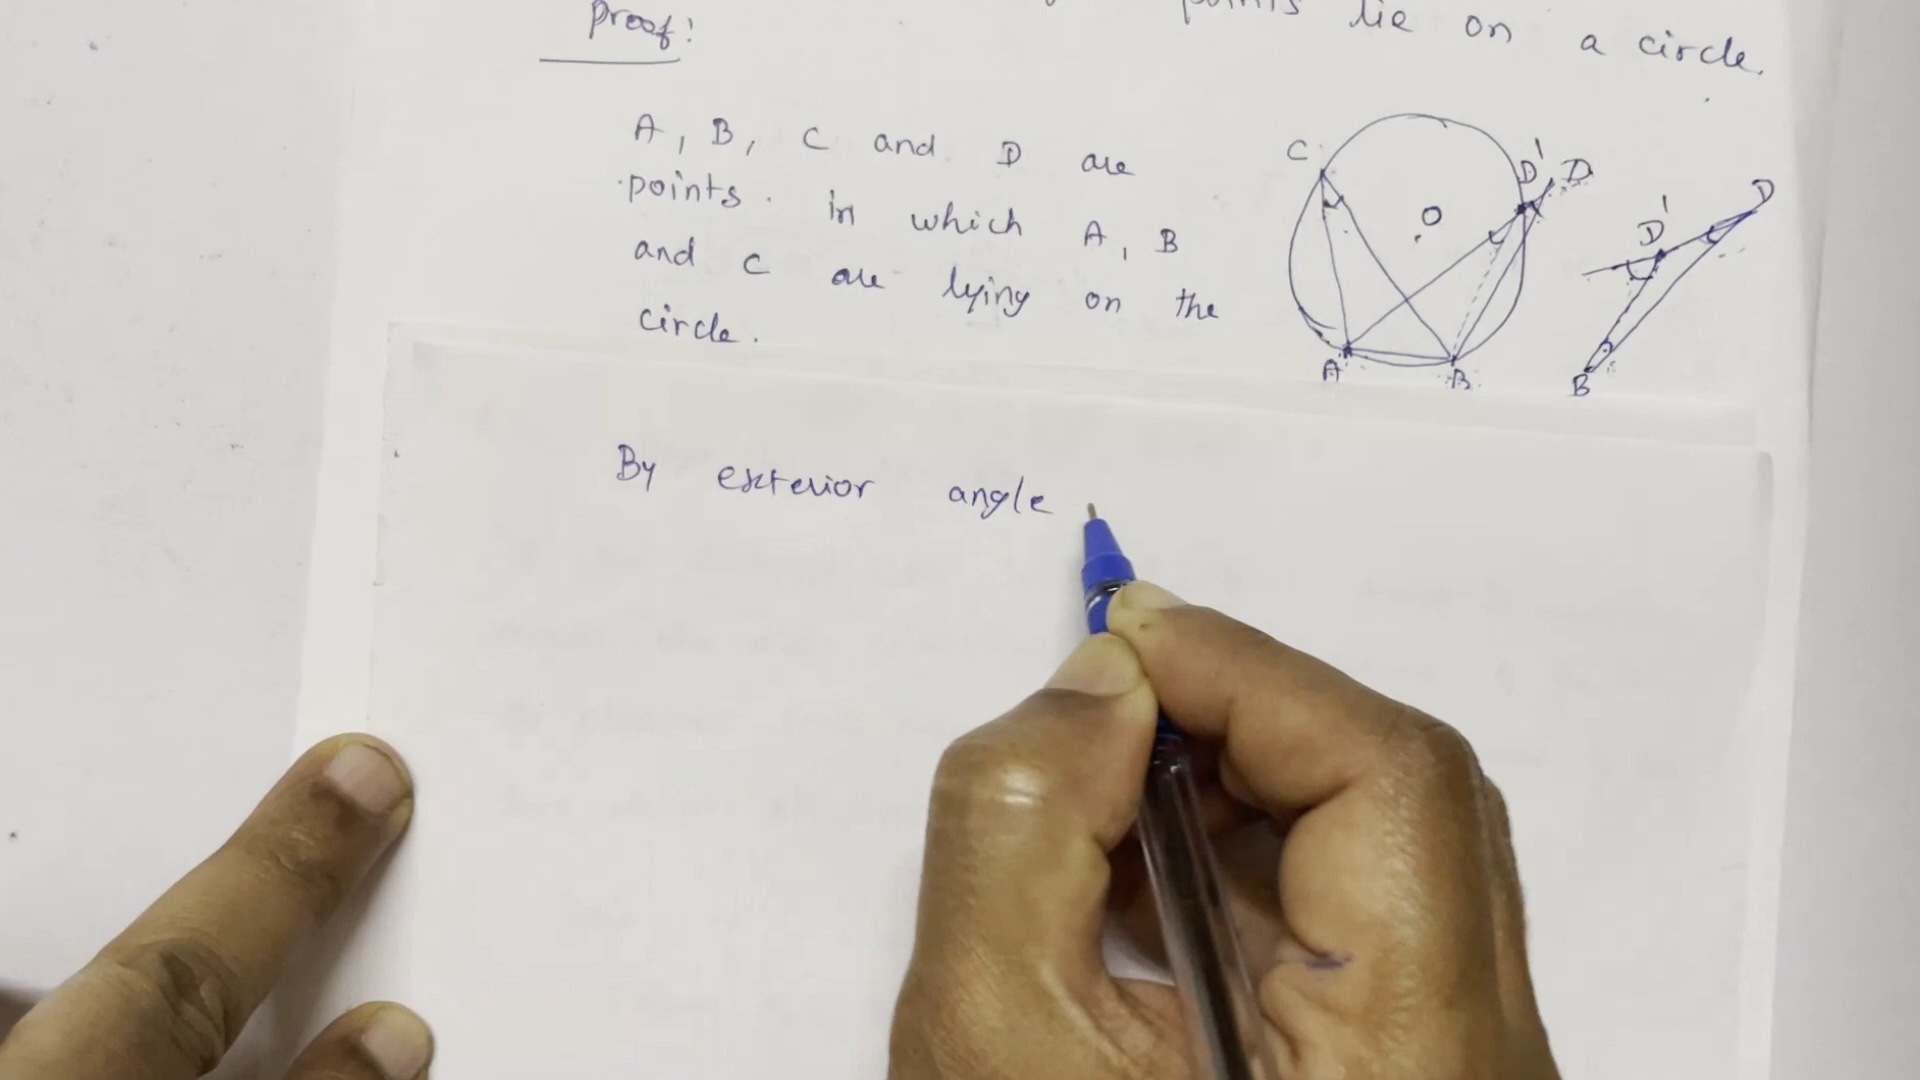 points lie on a circle.
Proof:
A, B, C and D are
points in which A, B
and C are lying on the
circle.
C
D' D
O
A
B
D
D'
B
By exterior angle